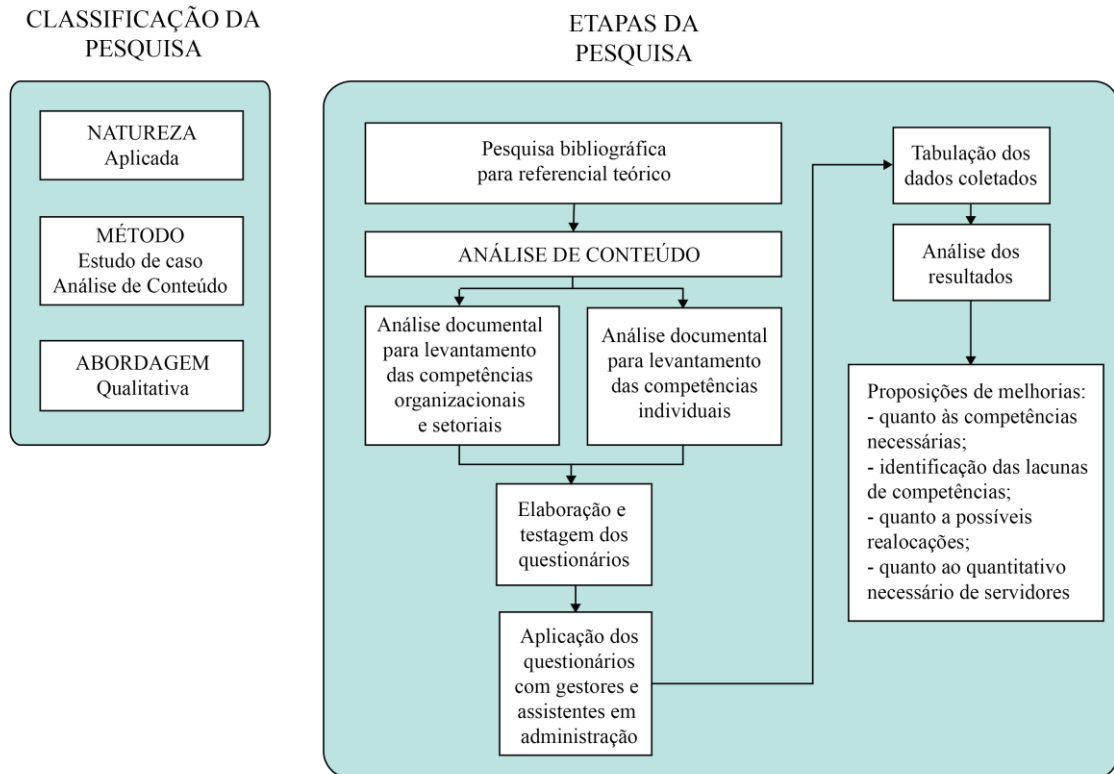 CLASSIFICAÇÃO DA
PESQUISA
NATUREZA
Aplicada
MÉTODO
Estudo de caso
Análise de Conteúdo
ABORDAGEM
Qualitativa
ETAPAS DA
PESQUISA
Pesquisa bibliográfica
para referencial teórico
ANÁLISE DE CONTEÚDO
Análise documental
para levantamento
das competências
organizacionais
e setoriais
Análise documental
para levantamento
das competências
individuais
Elaboração e
testagem dos
questionários
Aplicação dos
questionários
com gestores e
assistentes em
administração
Tabulação dos
dados coletados
Análise dos
resultados
Proposições de melhorias:
- quanto às competências
necessárias;
- identificação das lacunas
de competências;
- quanto a possíveis
realocações;
- quanto ao quantitativo
necessário de servidores